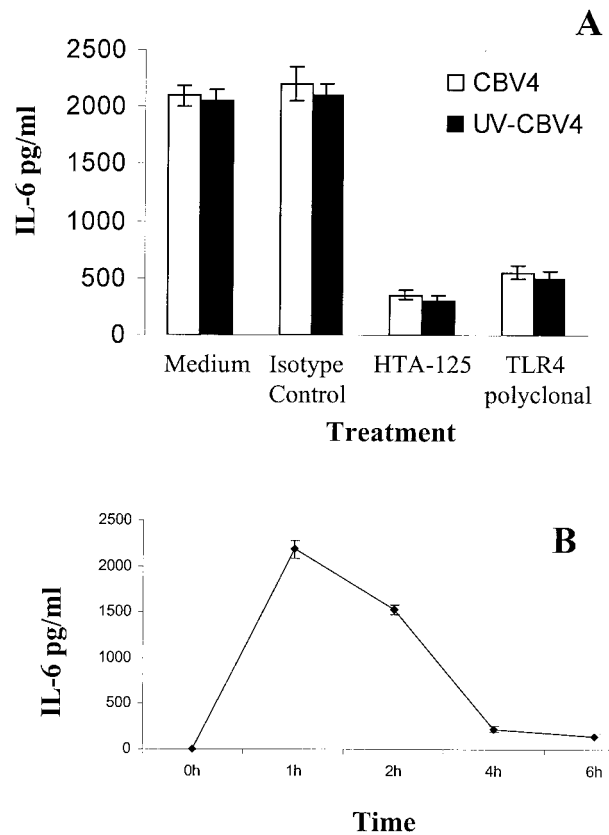 A
2500
2000
1500
1000
500
0
IL-6 pg/ml
CBV4
UV-CBV4
Medium
Isotype
Control
HTA-125
TLR4
polyclonal
Treatment
B
2500
2000
1500
1000
500
0
IL-6 pg/ml
0h
1h
2h
4h
6h
Time